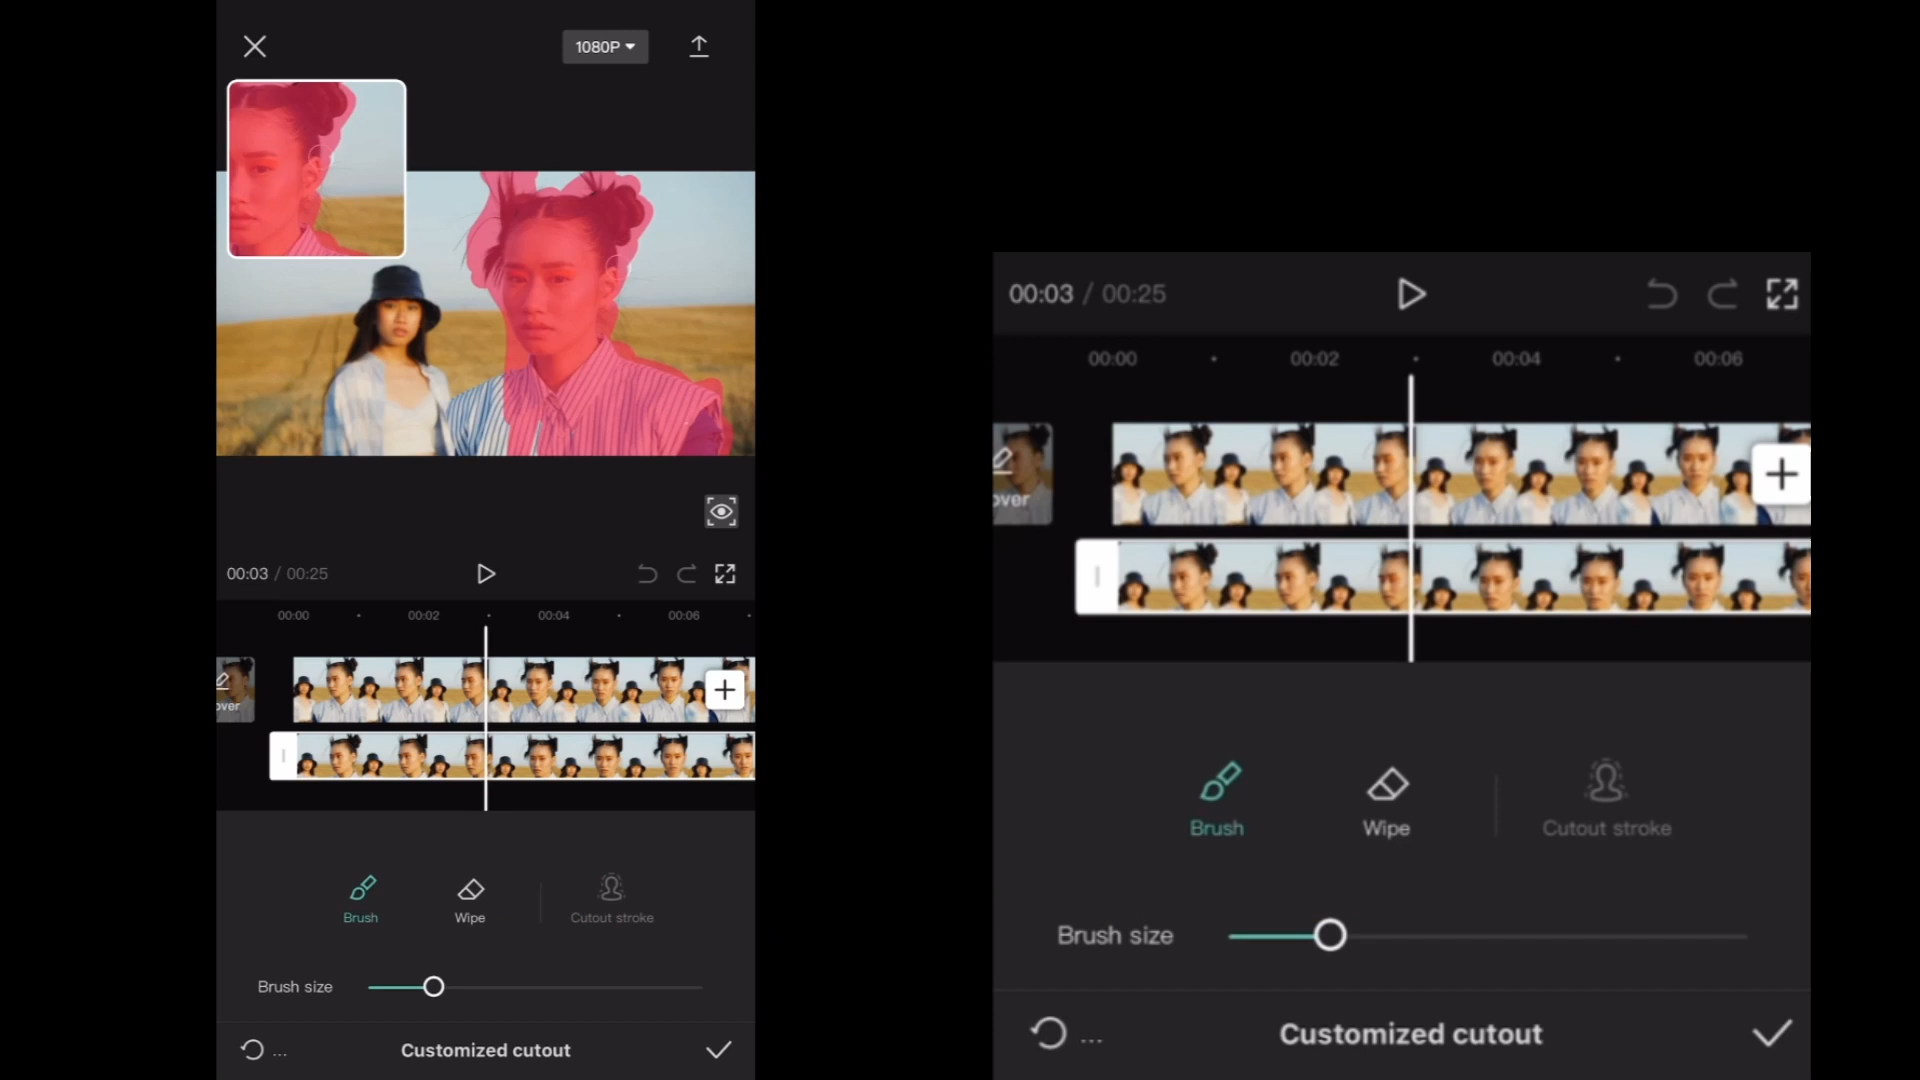 1080P
00:03 / 00:25
00:00
00:02
00:04
00:06
over
Brush
Wipe
Cutout stroke
Brush size
...
Customized cutout
00:03 / 00:25
00:00
00:02
00:04
00:06
over
Brush
Wipe
Cutout stroke
Brush size
...
Customized cutout